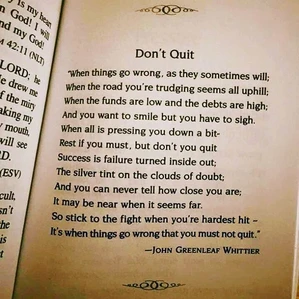 y is my heart
God! I will
nd my God!
42:11 (NLT)
LORD; he
e drew me
of the miry
aking my
mouth,
will see
RD.
(ESV)
cult,
sn't
the
is
t
Don't Quit
"When things go wrong, as they sometimes will;
When the road you're trudging seems all uphill;
When the funds are low and the debts are high;
And you want to smile but you have to sigh.
When all is pressing you down a bit-
Rest if you must, but don't you quit
Success is failure turned inside out;
The silver tint on the clouds of doubt;
And you can never tell how close you are;
It may be near when it seems far.
So stick to the fight when you're hardest hit –
It's when things go wrong that you must not quit."
—JOHN GREENLEAF WHITTIER